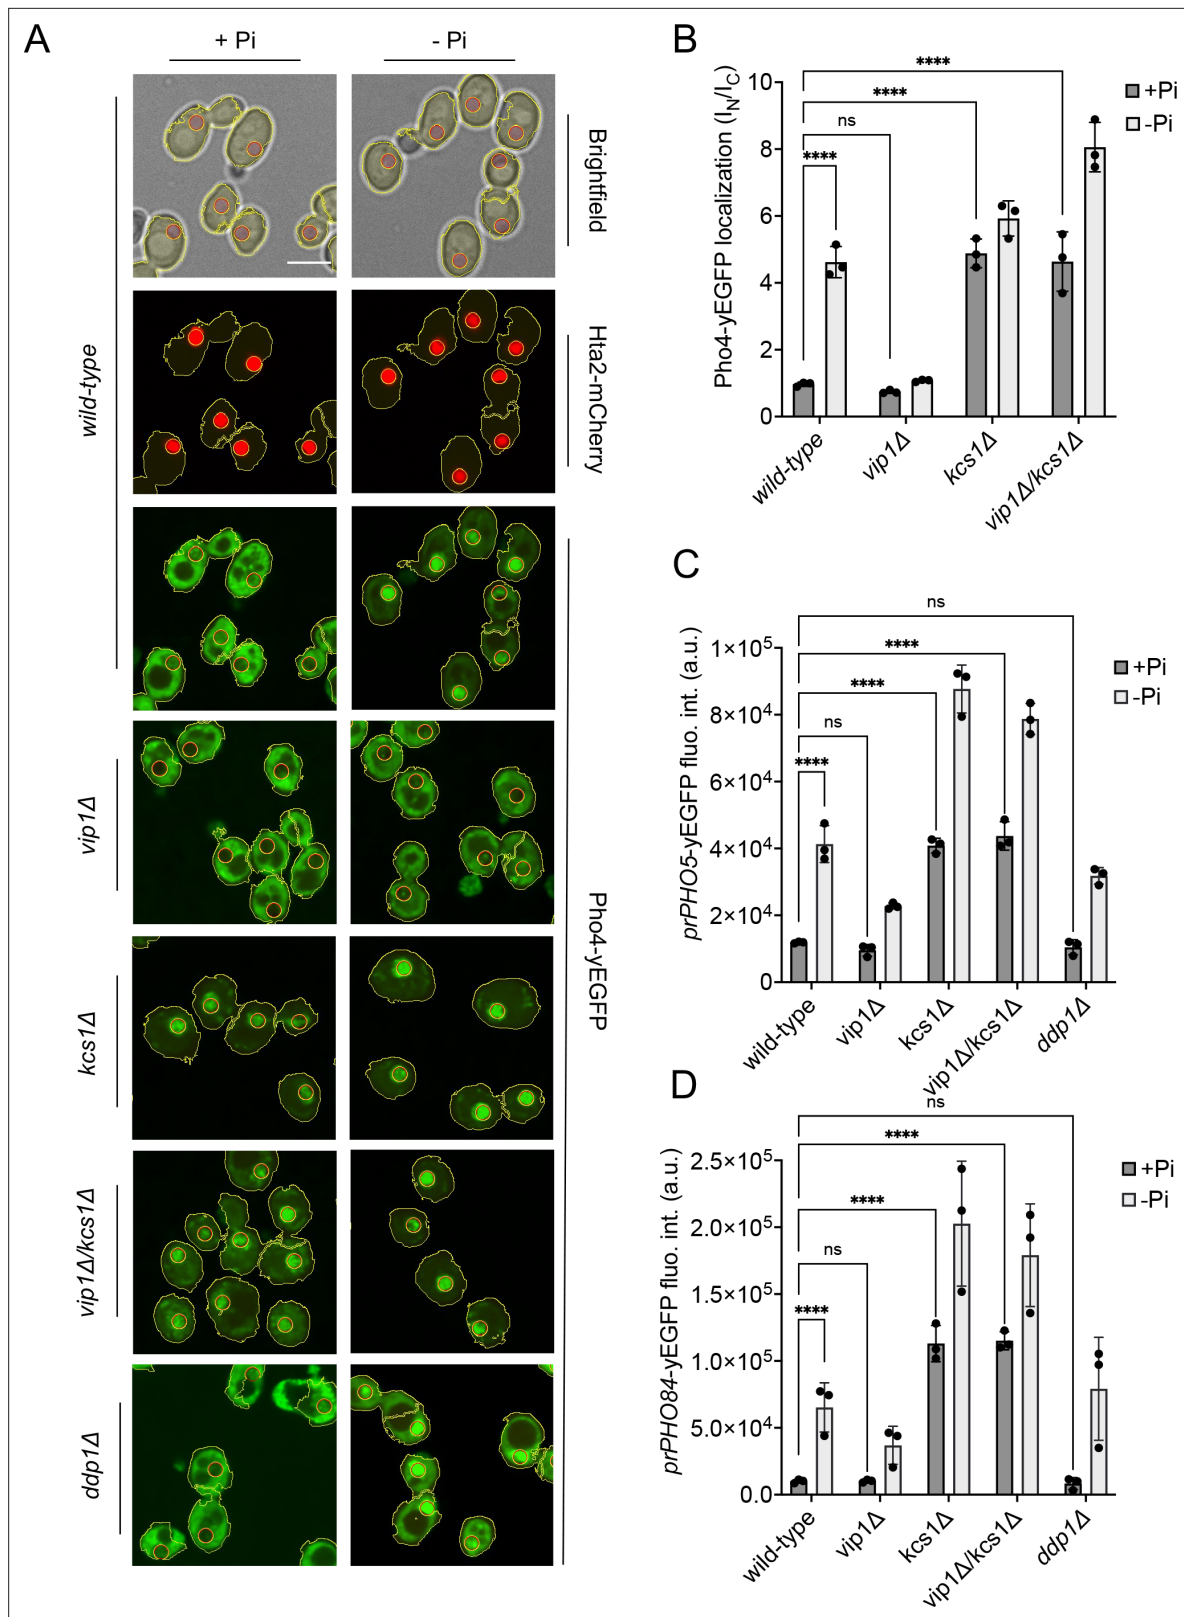 A
+ Pi
- Pi
wild-type
Brightfield
Hta2-mCherry
vip1Δ
kcs1Δ
vip1Δ/kcs1Δ
ddp1Δ
Pho4-yEGFP
B
Pho4-yEGFP localization (I_N/I_C)
10
8
6
4
2
0
****
****
ns
****
+Pi
-Pi
wild-type
vip1Δ
kcs1Δ
vip1Δ/kcs1Δ
C
prPHO5-yEGFP fluo. int. (a.u.)
1×10⁵
8×10⁴
6×10⁴
4×10⁴
2×10⁴
0
ns
****
****
ns
****
+Pi
-Pi
wild-type
vip1Δ
kcs1Δ
vip1Δ/kcs1Δ
ddp1Δ
D
prPHO84-yEGFP fluo. int. (a.u.)
2.5×10⁵
2.0×10⁵
1.5×10⁵
1.0×10⁵
5.0×10⁴
0.0
ns
****
****
ns
****
+Pi
-Pi
wild-type
vip1Δ
kcs1Δ
vip1Δ/kcs1Δ
ddp1Δ